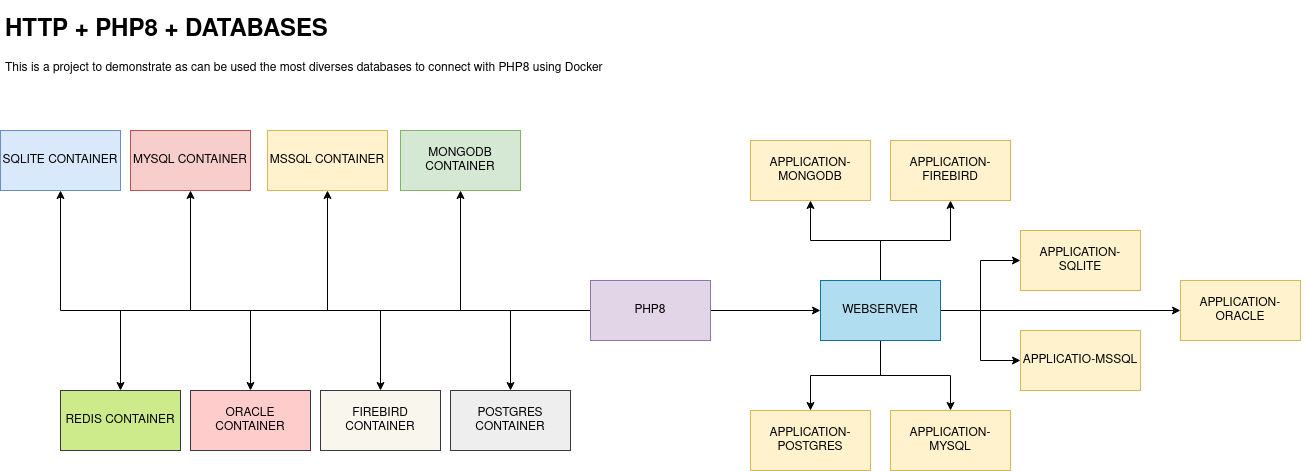 HTTP + PHP8 + DATABASES
This is a project to demonstrate as can be used the most diverses databases to connect with PHP8 using Docker
SQLITE CONTAINER
MYSQL CONTAINER
MSSQL CONTAINER
MONGODB
CONTAINER
APPLICATION-
MONGODB
APPLICATION-
FIREBIRD
APPLICATION-
SQLITE
PHP8
WEBSERVER
APPLICATION-
ORACLE
APPLICATIO-MSSQL
REDIS CONTAINER
ORACLE
CONTAINER
FIREBIRD
CONTAINER
POSTGRES
CONTAINER
APPLICATION-
POSTGRES
APPLICATION-
MYSQL